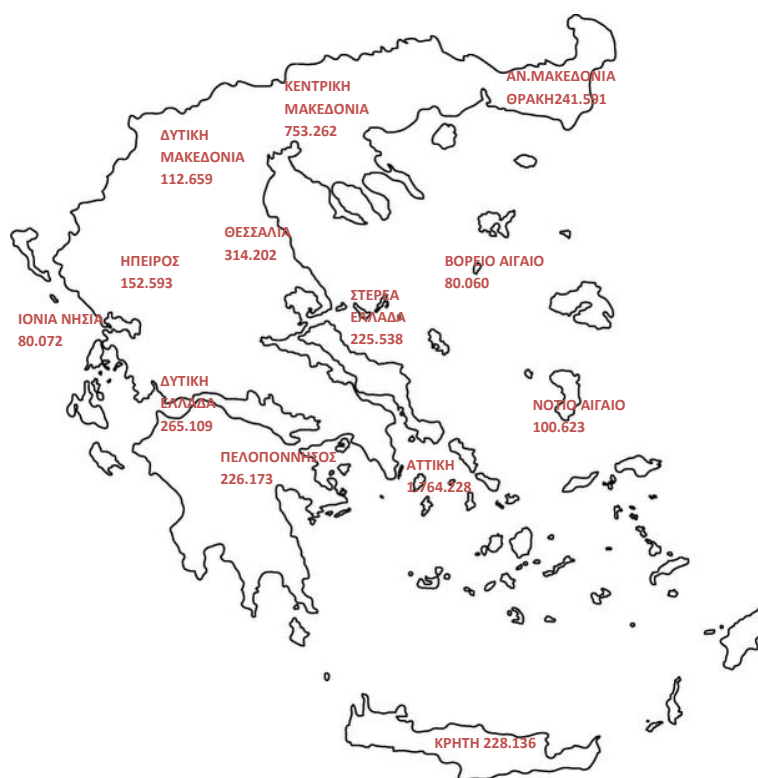 ΑΝ.ΜΑΚΕΔΟΝΙΑ
ΘΡΑΚΗ241.591
ΚΕΝΤΡΙΚΗ
ΜΑΚΕΔΟΝΙΑ
753.262
ΔΥΤΙΚΗ
ΜΑΚΕΔΟΝΙΑ
112.659
ΘΕΣΣΑΛΙΑ
314.202
ΗΠΕΙΡΟΣ
152.593
ΒΟΡΕΙΟ ΑΙΓΑΙΟ
80.060
ΣΤΕΡΕΑ
ΕΛΛΑΔΑ
225.538
ΙΟΝΙΑ ΝΗΣΙΑ
80.072
ΔΥΤΙΚΗ
ΕΛΛΑΔΑ
265.109
ΝΟΤΙΟ ΑΙΓΑΙΟ
100.623
ΠΕΛΟΠΟΝΝΗΣΟΣ
226.173
ΑΤΤΙΚΗ
1.764.228
ΚΡΗΤΗ 228.136